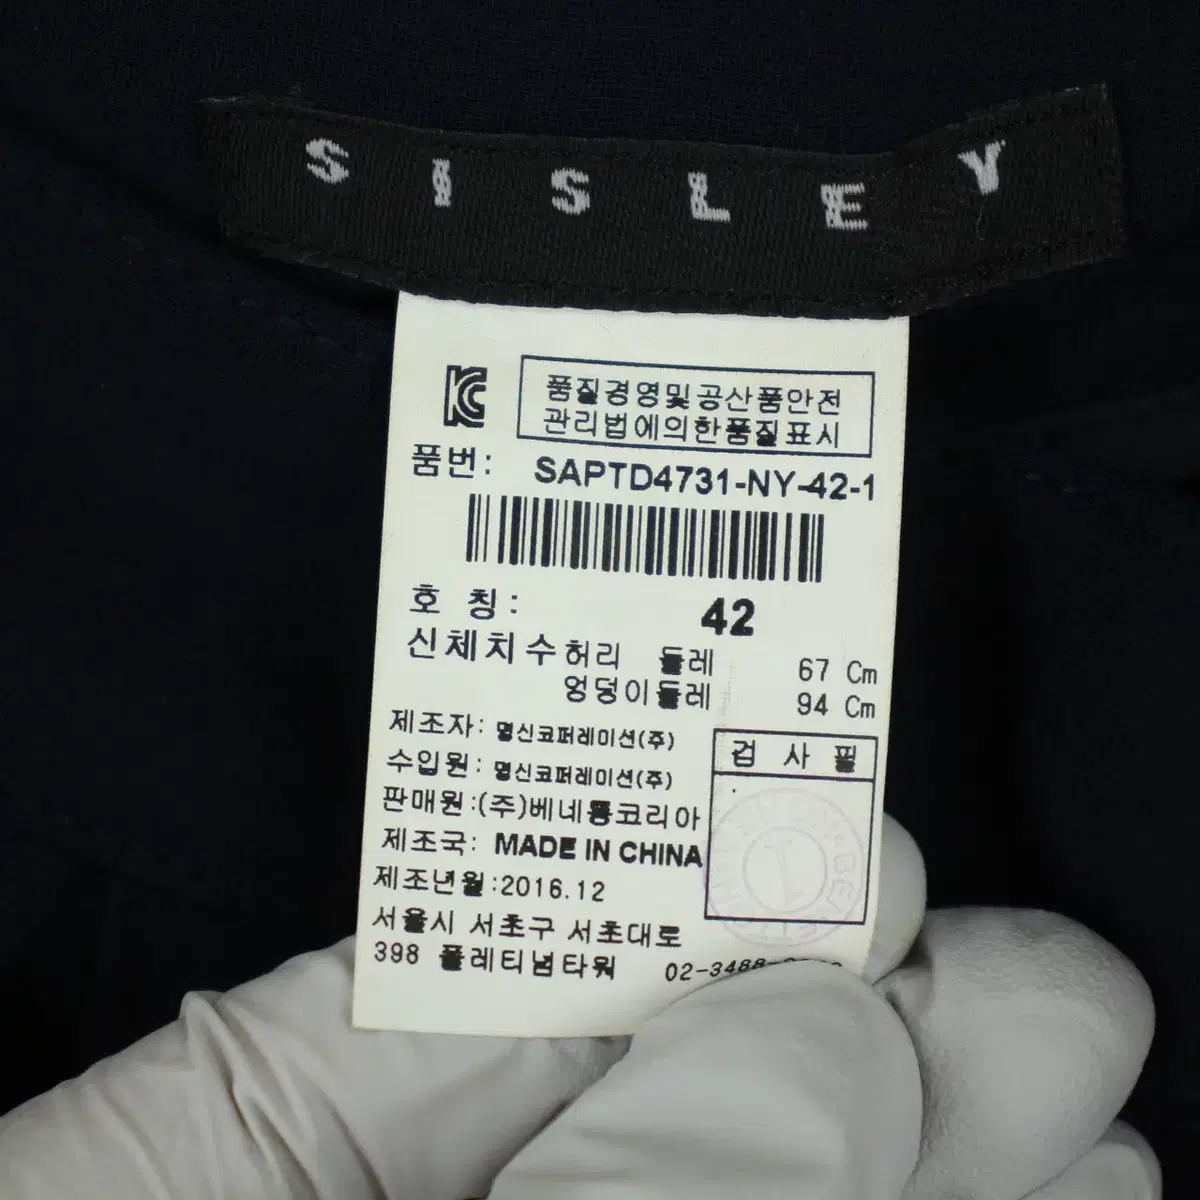 SISLEY
품질경영및공산품안전
관리법에의한품질표시
품번: SAPTD4731-NY-42-1
호 칭: 42
신체치수 허리 둘레 67 Cm
엉덩이둘레 94 Cm
제조자: 명신코퍼레이션(주)
수입원: 명신코퍼레이션(주)
판매원:(주)베네통코리아
제조국: MADE IN CHINA
제조년월:2016.12
서울시 서초구 서초대로
398 플레티넘타워 02-3488-
검 사 필